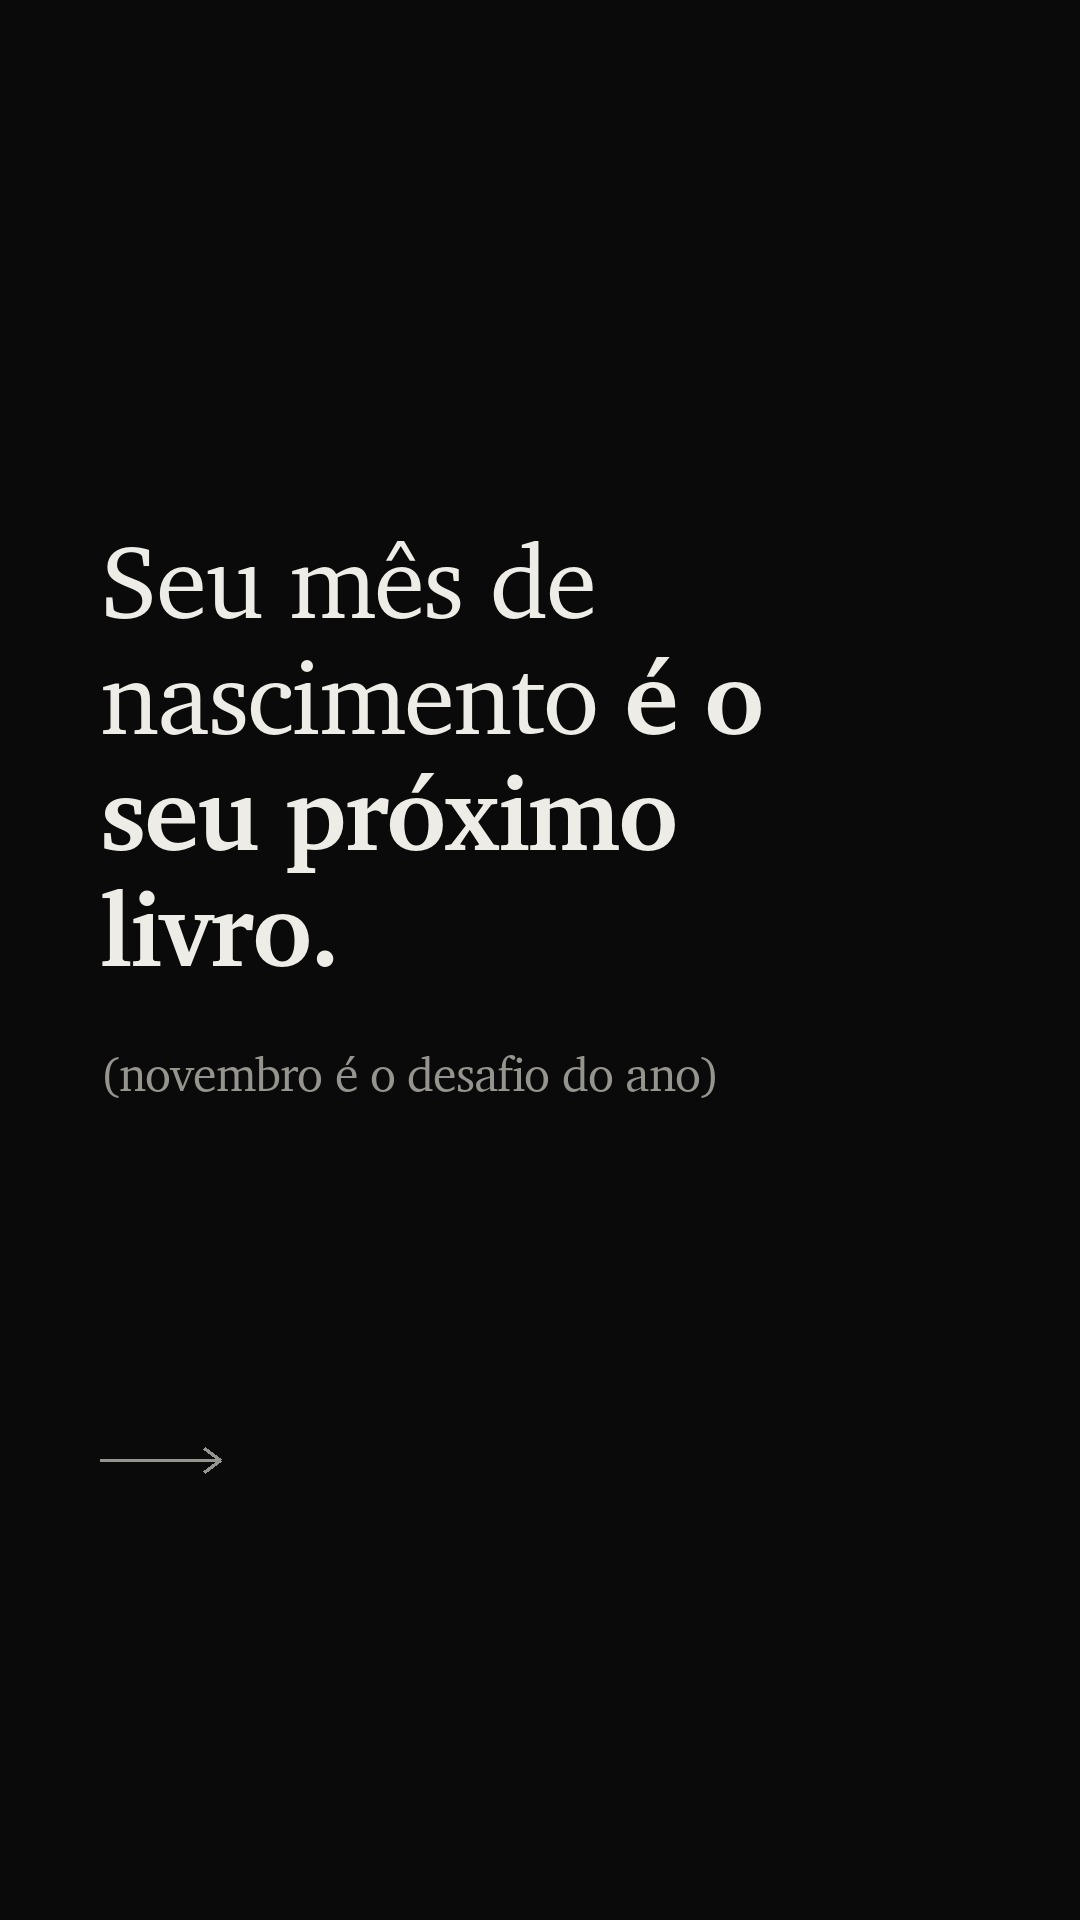 Seu mês de
nascimento é o
seu próximo
livro.
(novembro é o desafio do ano)